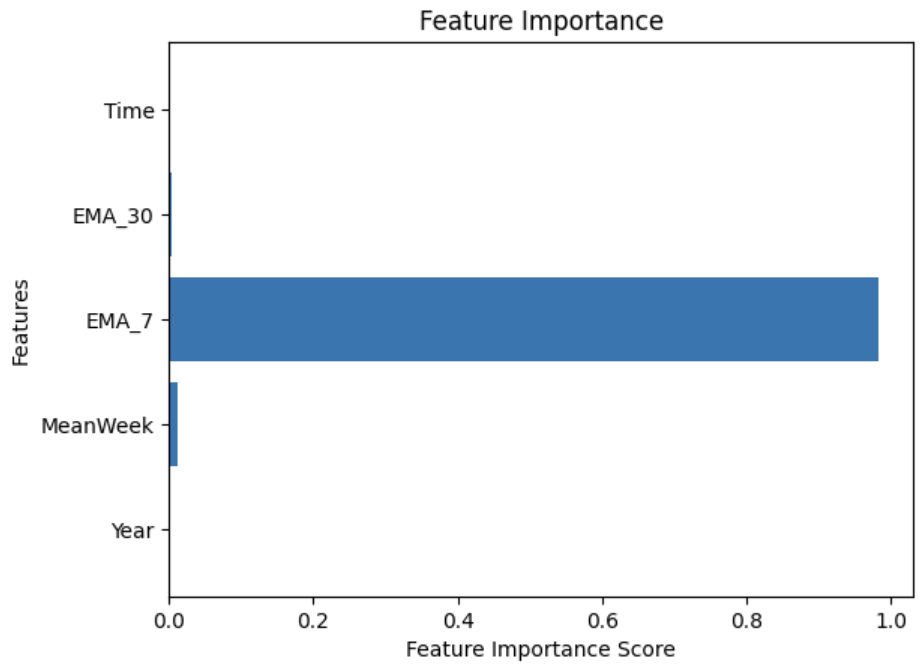 Feature Importance
Features
Time
EMA_30
EMA_7
MeanWeek
Year
0.0 0.2 0.4 0.6 0.8 1.0
Feature Importance Score